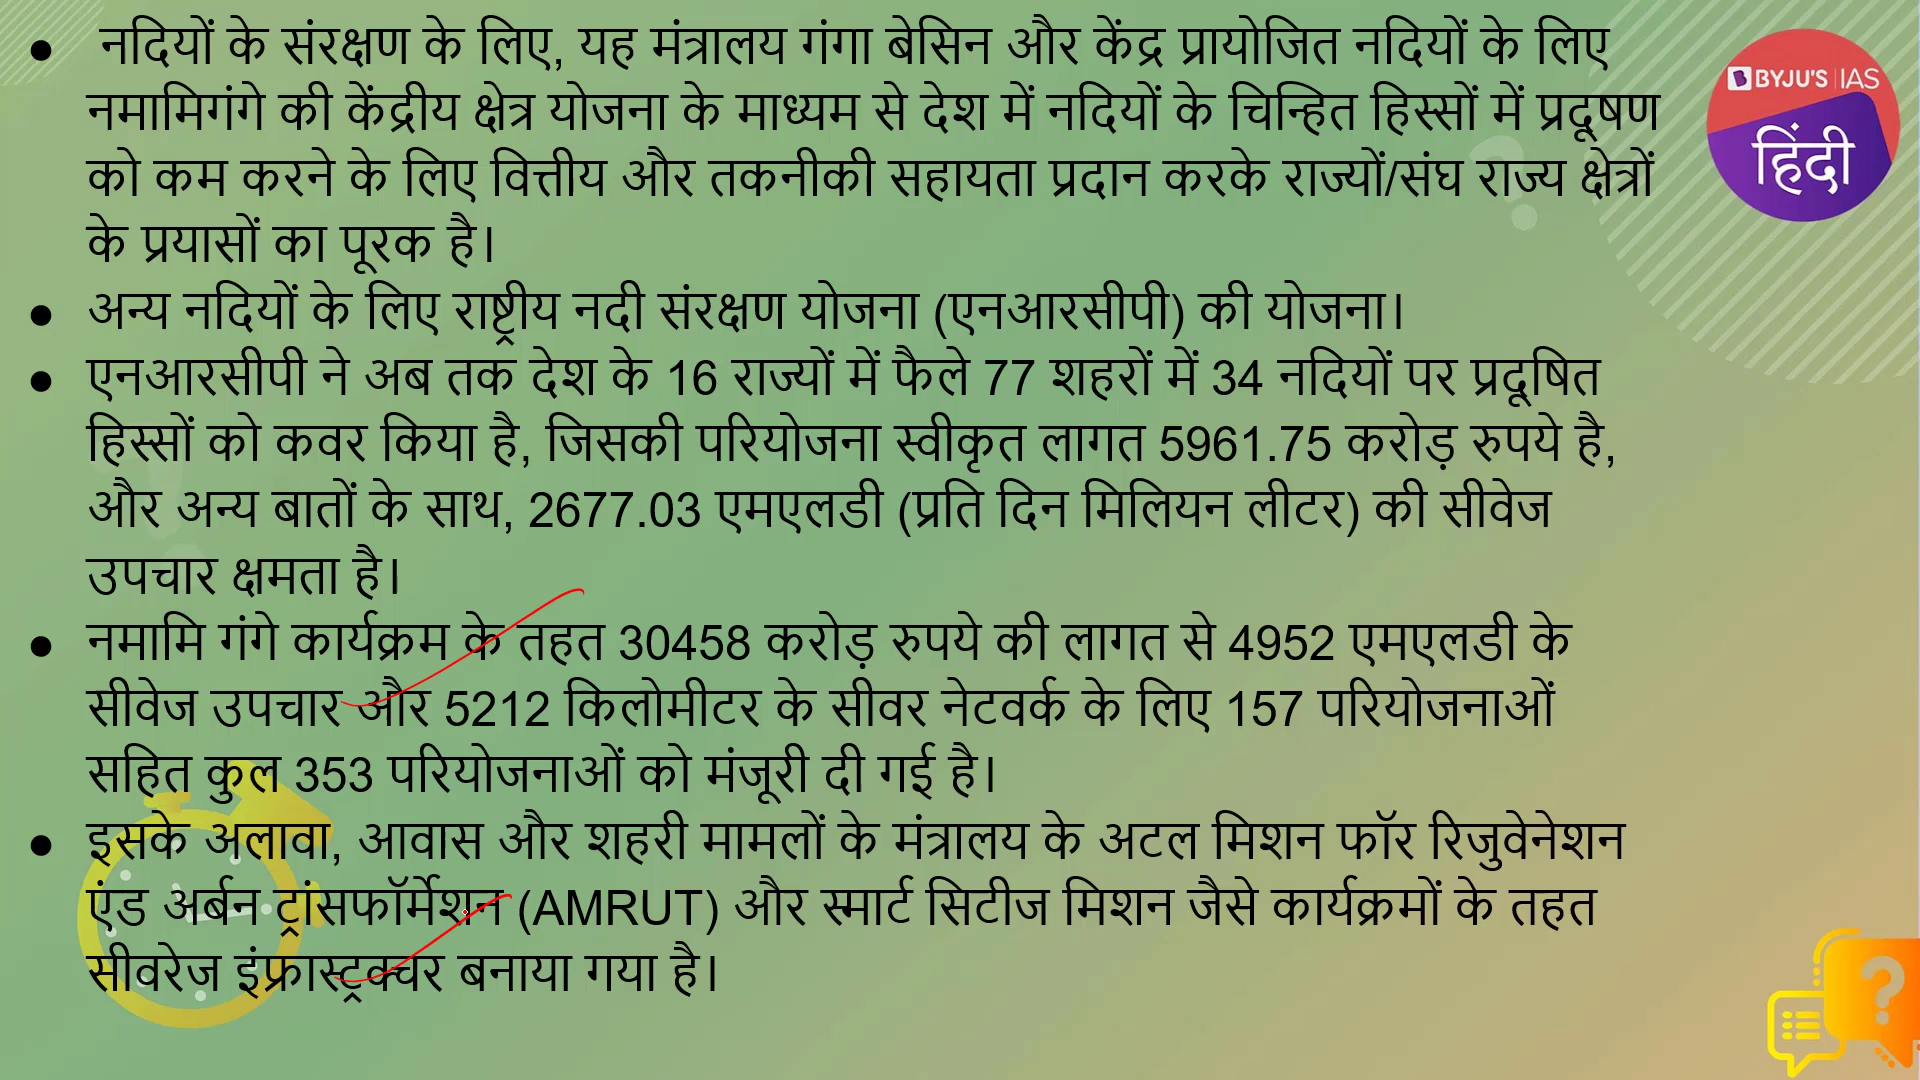 ● नदियों के संरक्षण के लिए, यह मंत्रालय गंगा बेसिन और केंद्र प्रायोजित नदियों के लिए
नमामिगंगे की केंद्रीय क्षेत्र योजना के माध्यम से देश में नदियों के चिन्हित हिस्सों में प्रदूषण
को कम करने के लिए वित्तीय और तकनीकी सहायता प्रदान करके राज्यों/संघ राज्य क्षेत्रों
के प्रयासों का पूरक है।
● अन्य नदियों के लिए राष्ट्रीय नदी संरक्षण योजना (एनआरसीपी) की योजना।
● एनआरसीपी ने अब तक देश के 16 राज्यों में फैले 77 शहरों में 34 नदियों पर प्रदूषित
हिस्सों को कवर किया है, जिसकी परियोजना स्वीकृत लागत 5961.75 करोड़ रुपये है,
और अन्य बातों के साथ, 2677.03 एमएलडी (प्रति दिन मिलियन लीटर) की सीवेज
उपचार क्षमता है।
● नमामि गंगे कार्यक्रम के तहत 30458 करोड़ रुपये की लागत से 4952 एमएलडी के
सीवेज उपचार और 5212 किलोमीटर के सीवर नेटवर्क के लिए 157 परियोजनाओं
सहित कुल 353 परियोजनाओं को मंजूरी दी गई है।
● इसके अलावा, आवास और शहरी मामलों के मंत्रालय के अटल मिशन फॉर रिजुवेनेशन
एंड अर्बन ट्रांसफॉर्मेशन (AMRUT) और स्मार्ट सिटीज मिशन जैसे कार्यक्रमों के तहत
सीवरेज इंफ्रास्ट्रक्चर बनाया गया है।
BYJU'S IAS
हिंदी